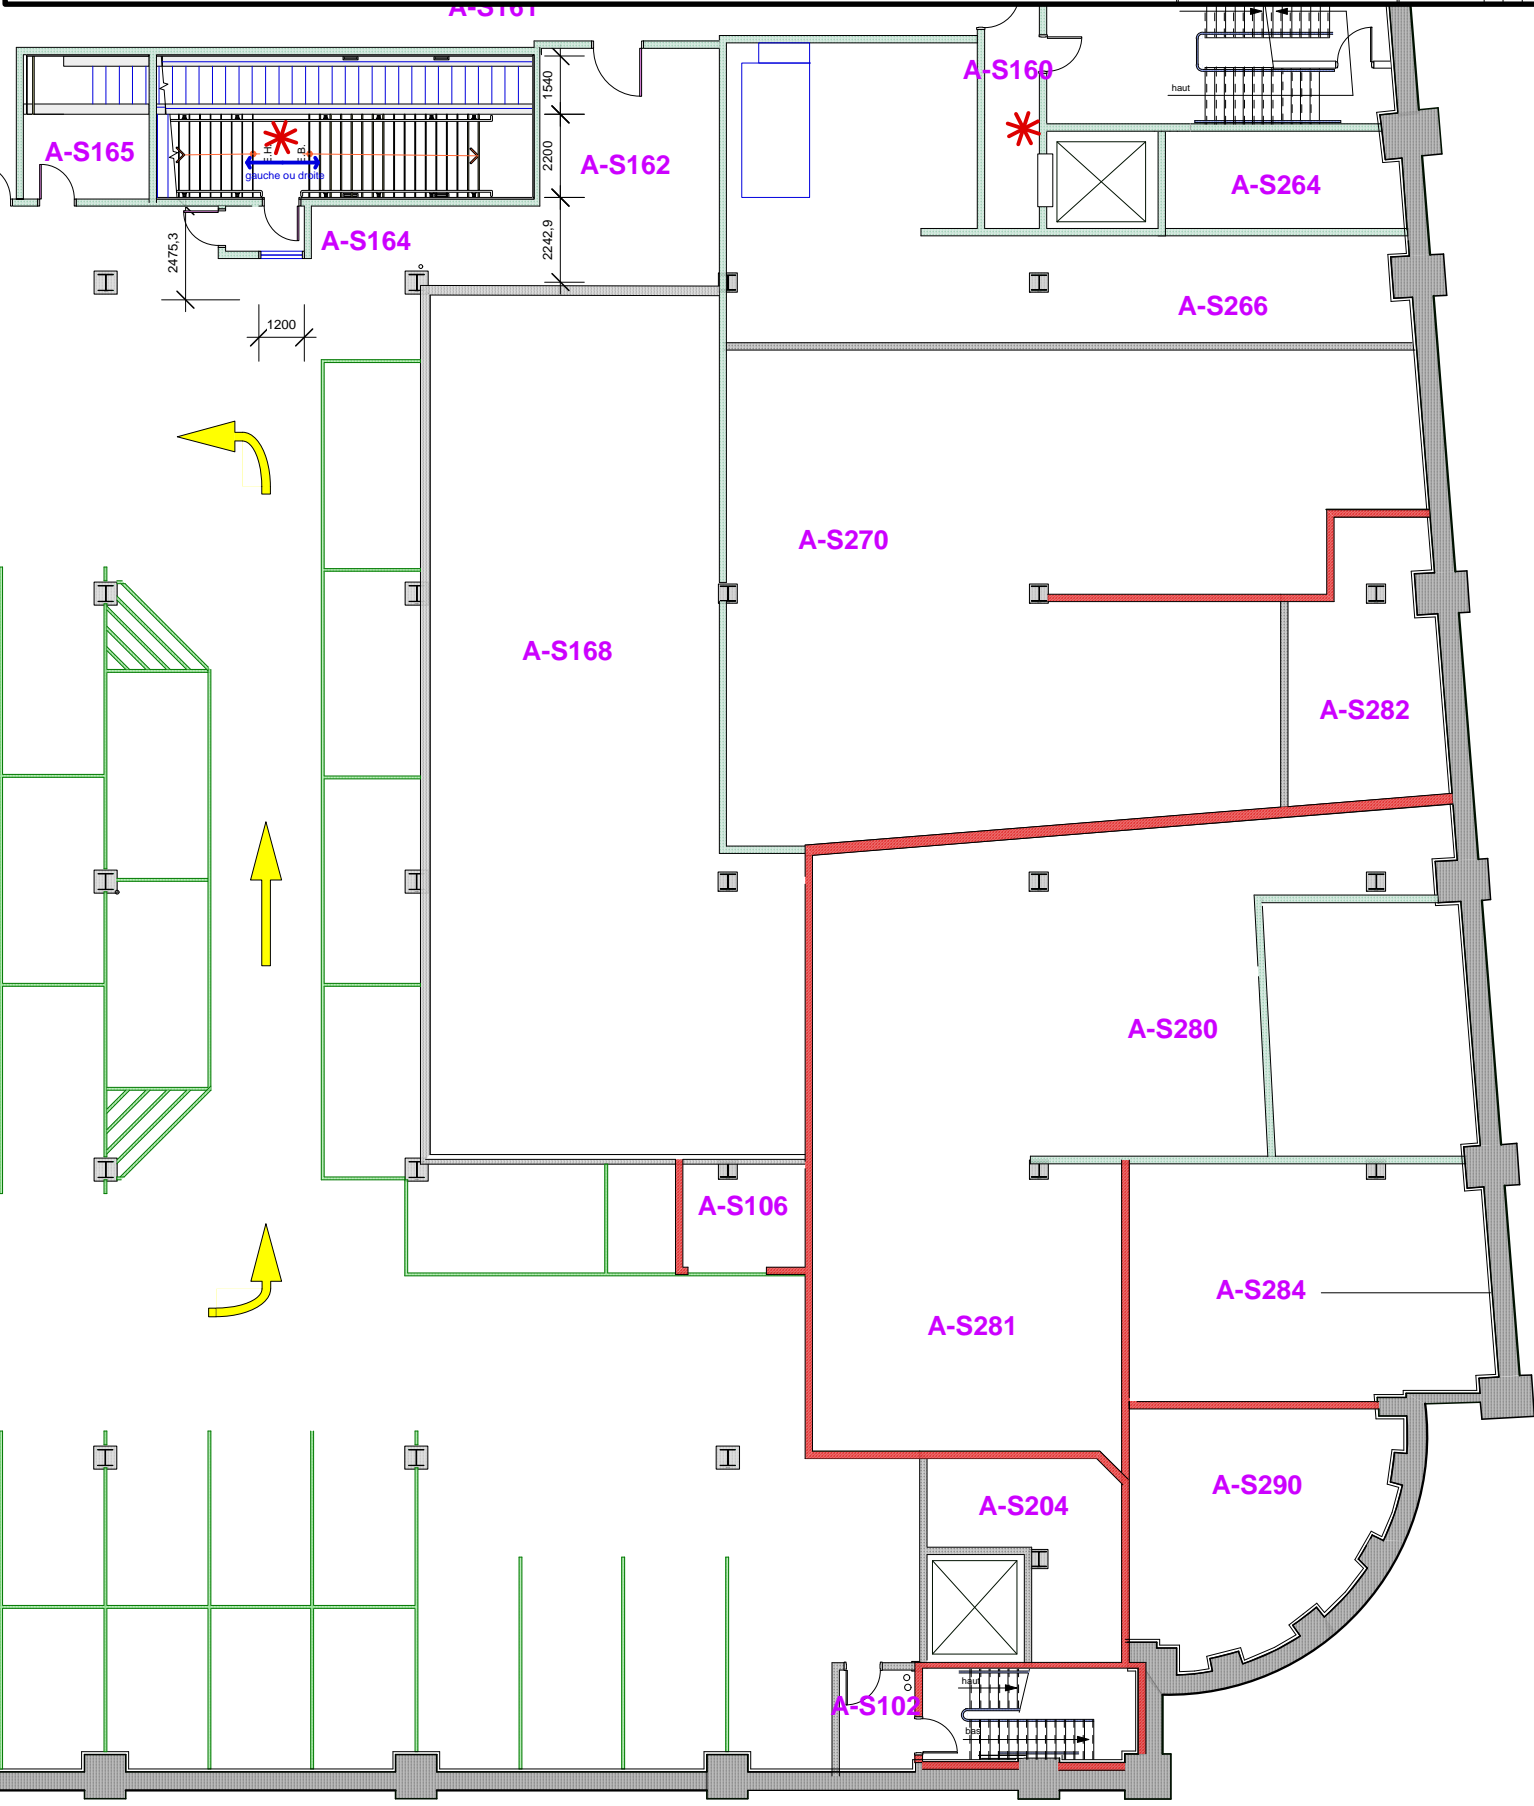 A-S161
A-S160
haut
1540
A-S165
E.H.
E.B.
gauche ou droite
2200
A-S162
A-S264
A-S164
2475,3
2242,9
A-S266
1200
A-S270
A-S168
A-S282
A-S280
A-S106
A-S284
A-S281
A-S290
A-S204
haut
A-S102
bas